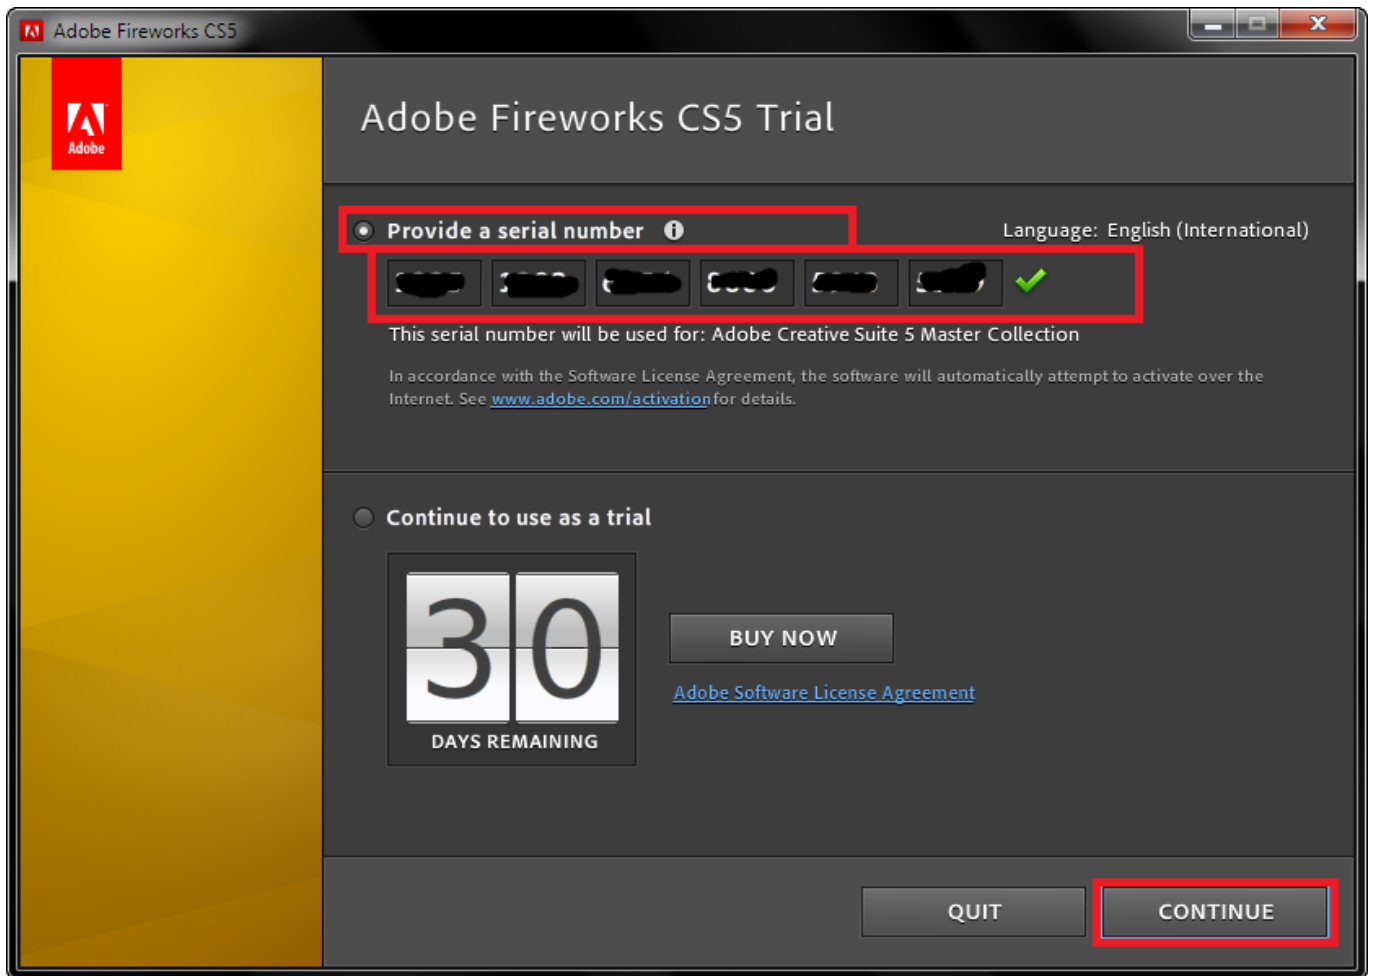 Adobe Fireworks CS5
Adobe
Adobe Fireworks CS5 Trial
Provide a serial number
Language: English (International)
This serial number will be used for: Adobe Creative Suite 5 Master Collection
In accordance with the Software License Agreement, the software will automatically attempt to activate over the
Internet. See www.adobe.com/activation for details.
Continue to use as a trial
30
DAYS REMAINING
BUY NOW
Adobe Software License Agreement
QUIT
CONTINUE